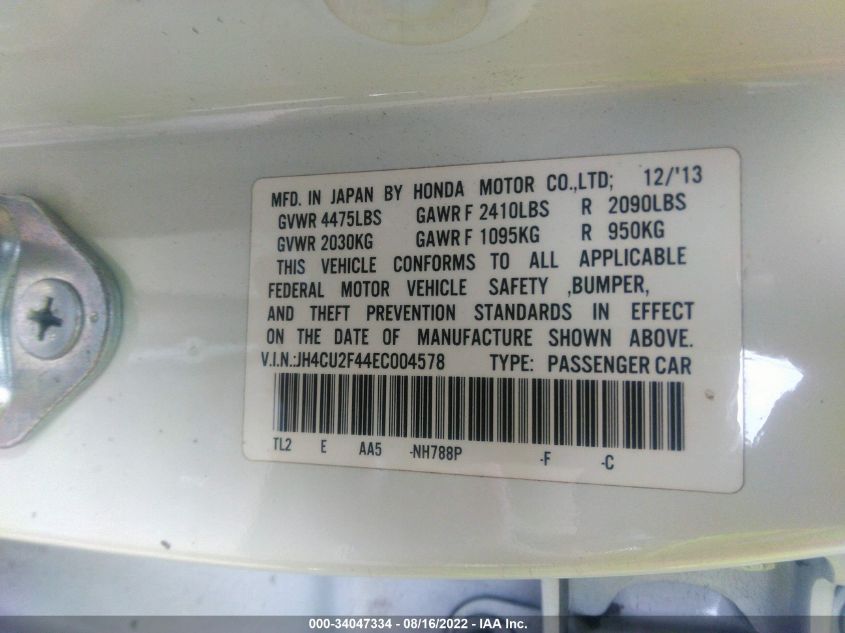 MFD. IN JAPAN BY HONDA MOTOR CO.,LTD; 12/'13
GVWR 4475LBS GAWR F 2410LBS R 2090LBS
GVWR 2030KG GAWR F 1095KG R 950KG
THIS VEHICLE CONFORMS TO ALL APPLICABLE
FEDERAL MOTOR VEHICLE SAFETY ,BUMPER,
AND THEFT PREVENTION STANDARDS IN EFFECT
ON THE DATE OF MANUFACTURE SHOWN ABOVE.
V.I.N.:JH4CU2F44EC004578 TYPE: PASSENGER CAR
TL2 E AA5 -NH788P -F -C
000-34047334 - 08/16/2022 - IAA Inc.